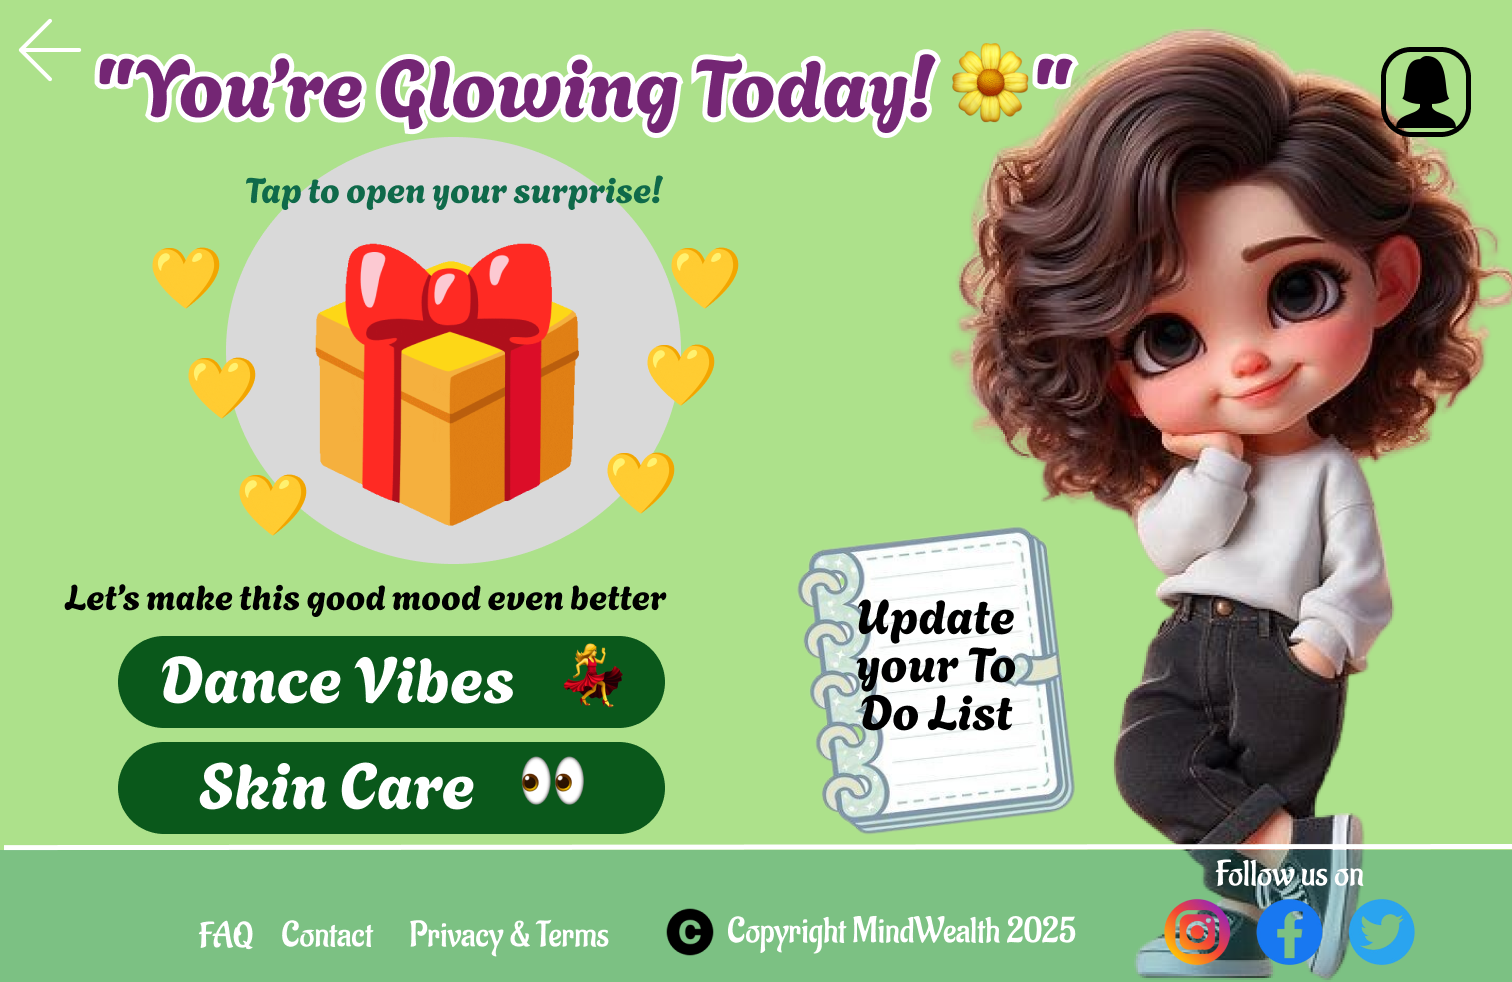 "You're Glowing Today! 🌼"
Tap to open your surprise!
Let's make this good mood even better
Dance Vibes 💃
Skin Care 👀
Update
your To
Do List
Follow us on
FAQ Contact Privacy & Terms © Copyright MindWealth 2025